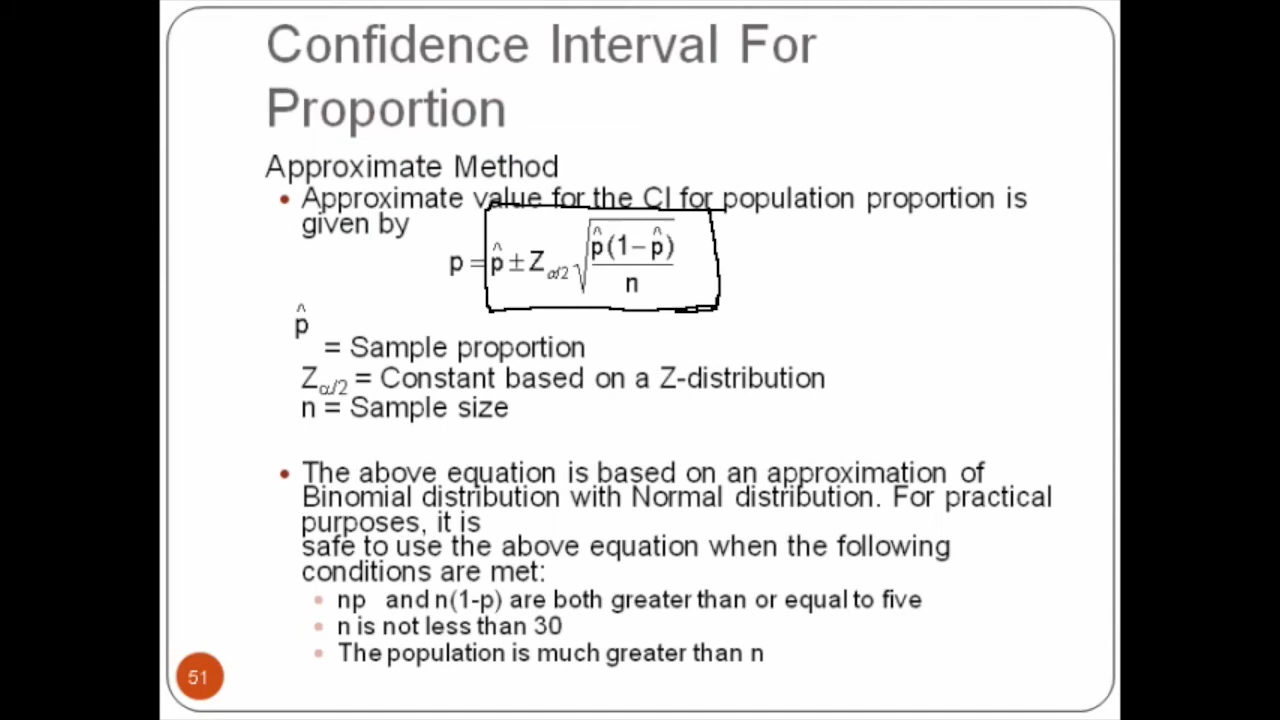 Confidence Interval For
Proportion
Approximate Method
• Approximate value for the CI for population proportion is
given by
p = p̂ ± Z α/2 √(p̂(1 − p̂) / n)
p̂
= Sample proportion
Zα/2 = Constant based on a Z-distribution
n = Sample size
• The above equation is based on an approximation of
Binomial distribution with Normal distribution. For practical
purposes, it is
safe to use the above equation when the following
conditions are met:
• np and n(1-p) are both greater than or equal to five
• n is not less than 30
• The population is much greater than n
51